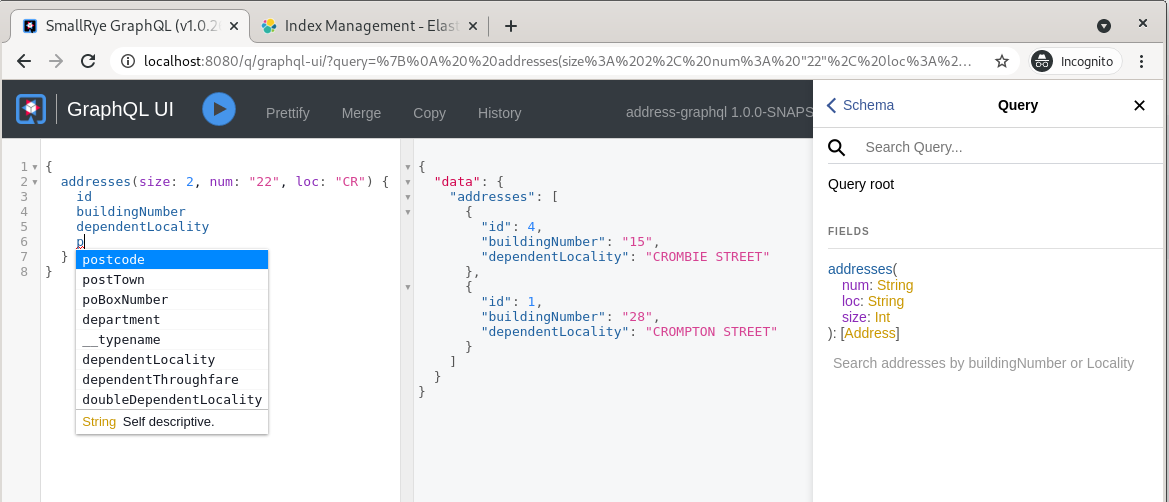 SmallRye GraphQL (v1.0.26
Index Management - Elast
localhost:8080/q/graphql-ui/?query=%7B%0A%20%20addresses(size%3A%202%2C%20num%3A%20"22"%2C%20loc%3A%2...
Incognito
GraphQL UI
Prettify
Merge
Copy
History
address-graphql 1.0.0-SNAPS
1 {
2 addresses(size: 2, num: "22", loc: "CR") {
3 id
4 buildingNumber
5 dependentLocality
6 p
7 }
8 }
postcode
postTown
poBoxNumber
department
__typename
dependentLocality
dependentThroughfare
doubleDependentLocality
String Self descriptive.
{
"data": {
"addresses": [
{
"id": 4,
"buildingNumber": "15",
"dependentLocality": "CROMBIE STREET"
},
{
"id": 1,
"buildingNumber": "28",
"dependentLocality": "CROMPTON STREET"
}
]
}
}
Schema
Query
Search Query...
Query root
FIELDS
addresses(
num: String
loc: String
size: Int
): [Address]
Search addresses by buildingNumber or Locality